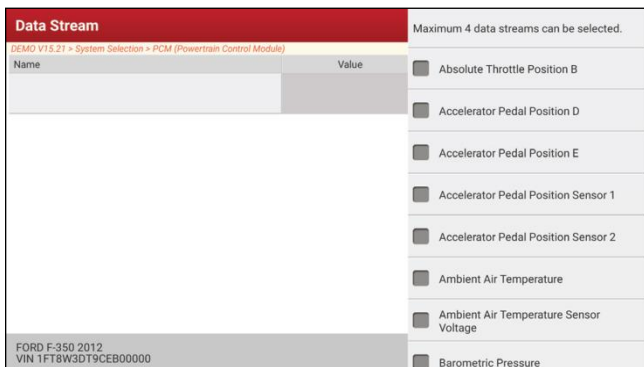 Data Stream
DEMO V15.21 > System Selection > PCM (Powertrain Control Module)
Name Value
FORD F-350 2012
VIN 1FT8W3DT9CEB00000
Maximum 4 data streams can be selected.
Absolute Throttle Position B
Accelerator Pedal Position D
Accelerator Pedal Position E
Accelerator Pedal Position Sensor 1
Accelerator Pedal Position Sensor 2
Ambient Air Temperature
Ambient Air Temperature Sensor
Voltage
Barometric Pressure